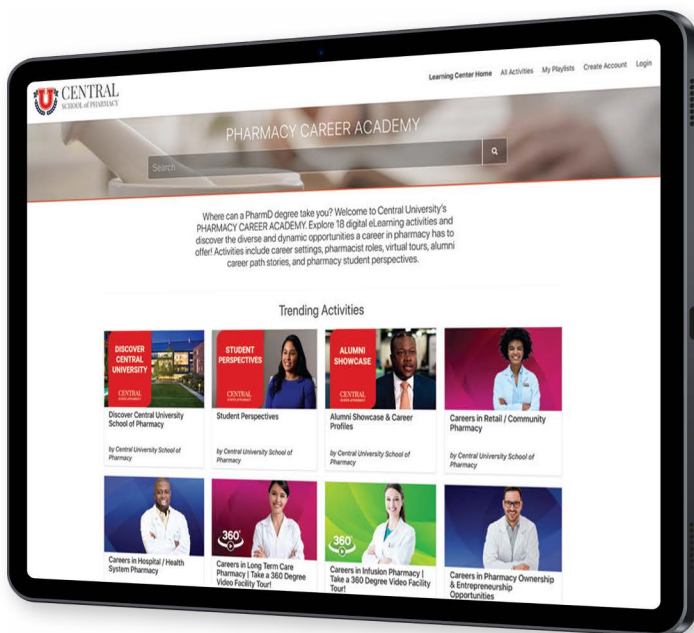 CENTRAL
SCHOOL of PHARMACY
Learning Center Home
All Activities
My Playlists
Create Account
Login
PHARMACY CAREER ACADEMY
Search
Where can a PharmD degree take you? Welcome to Central University's
PHARMACY CAREER ACADEMY. Explore 18 digital eLearning activities and
discover the diverse and dynamic opportunities a career in pharmacy has to
offer! Activities include career settings, pharmacist roles, virtual tours, alumni
career path stories, and pharmacy student perspectives.
Trending Activities
DISCOVER
CENTRAL
UNIVERSITY
CENTRAL
STUDENT
PERSPECTIVES
CENTRAL
ALUMNI
SHOWCASE
CENTRAL
Discover Central University
School of Pharmacy
by Central University School of
Pharmacy
Student Perspectives
by Central University School of
Pharmacy
Alumni Showcase & Career
Profiles
by Central University School of
Pharmacy
Careers in Retail / Community
Pharmacy
by Central University School of
Pharmacy
360°
360°
Careers in Hospital / Health
System Pharmacy
Careers in Long Term Care
Pharmacy | Take a 360 Degree
Video Facility Tour!
Careers in Infusion Pharmacy |
Take a 360 Degree Video Facility
Tour!
Careers in Pharmacy Ownership
& Entrepreneurship
Opportunities